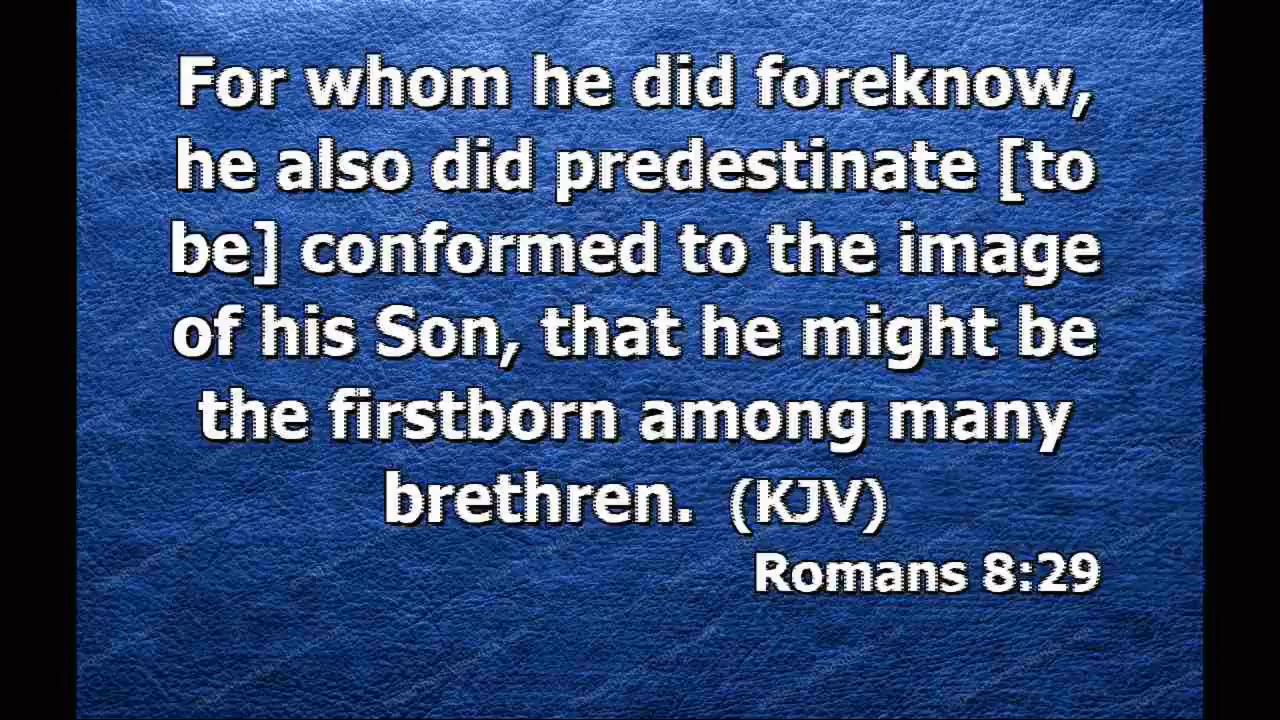 For whom he did foreknow,
he also did predestinate [to
be] conformed to the image
of his Son, that he might be
the firstborn among many
brethren. (KJV)
Romans 8:29